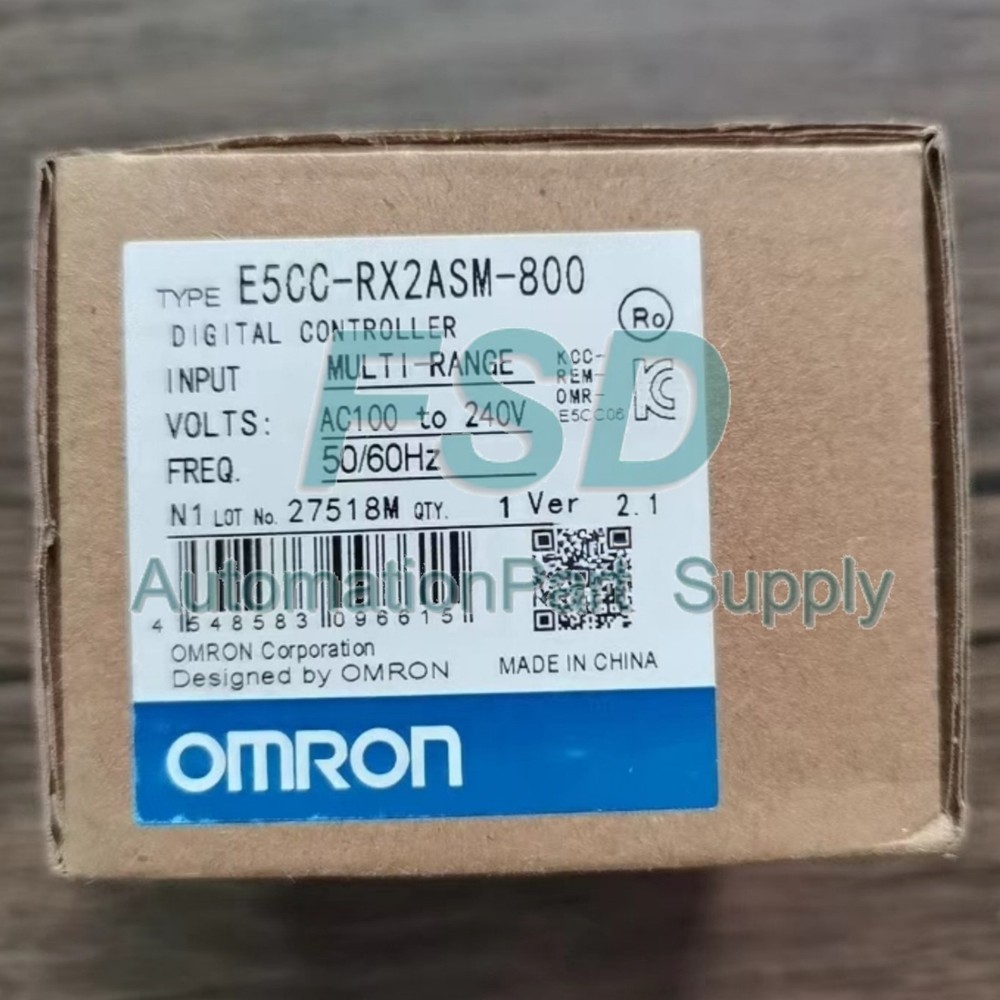 TYPE E5CC-RX2ASM-800
DIGITAL CONTROLLER
Ro
INPUT MULTI-RANGE
KCC-
REM-
OMR-
E5CC06
VOLTS: AC100 to 240V
FREQ. 50/60Hz
FSD
N1 LOT No. 27518M QTY. 1 Ver 2.1
AutomationPart Supply
4 548583 096615
OMRON Corporation
Designed by OMRON
MADE IN CHINA
OMRON